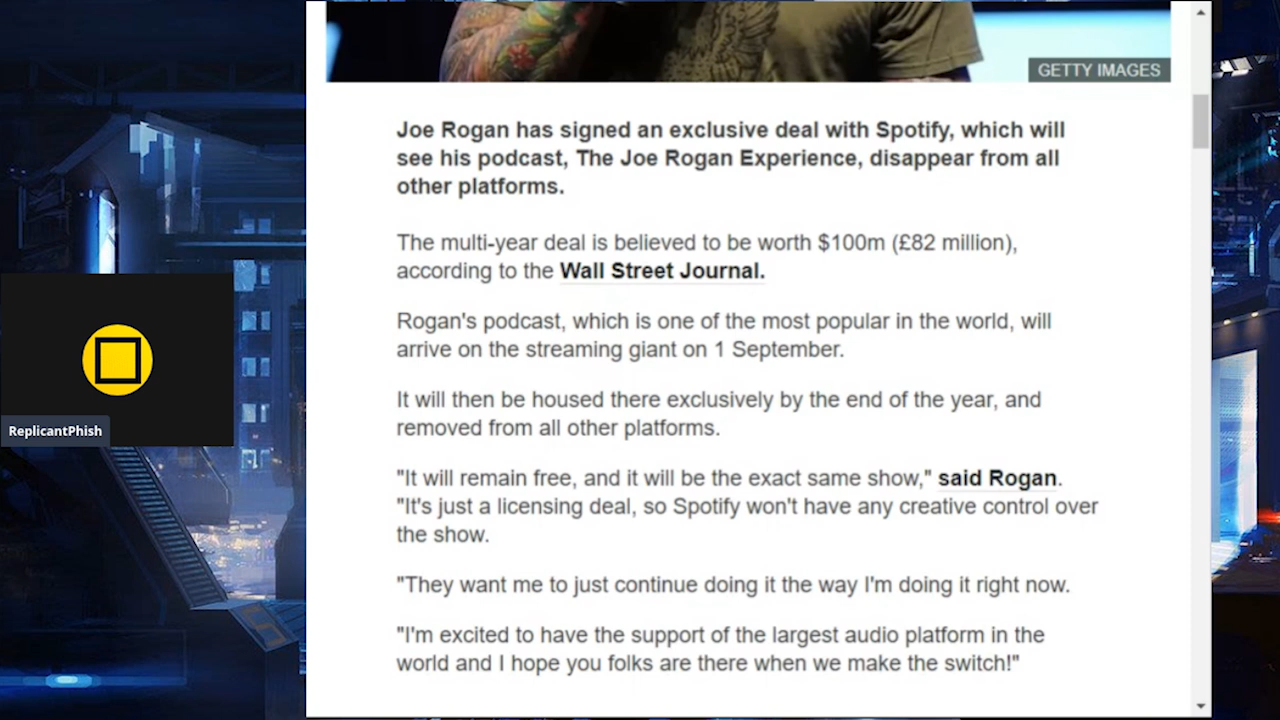 GETTY IMAGES
Joe Rogan has signed an exclusive deal with Spotify, which will
see his podcast, The Joe Rogan Experience, disappear from all
other platforms.
The multi-year deal is believed to be worth $100m (£82 million),
according to the Wall Street Journal.
Rogan's podcast, which is one of the most popular in the world, will
arrive on the streaming giant on 1 September.
It will then be housed there exclusively by the end of the year, and
removed from all other platforms.
"It will remain free, and it will be the exact same show," said Rogan.
"It's just a licensing deal, so Spotify won't have any creative control over
the show.
"They want me to just continue doing it the way I'm doing it right now.
"I'm excited to have the support of the largest audio platform in the
world and I hope you folks are there when we make the switch!"
ReplicantPhish